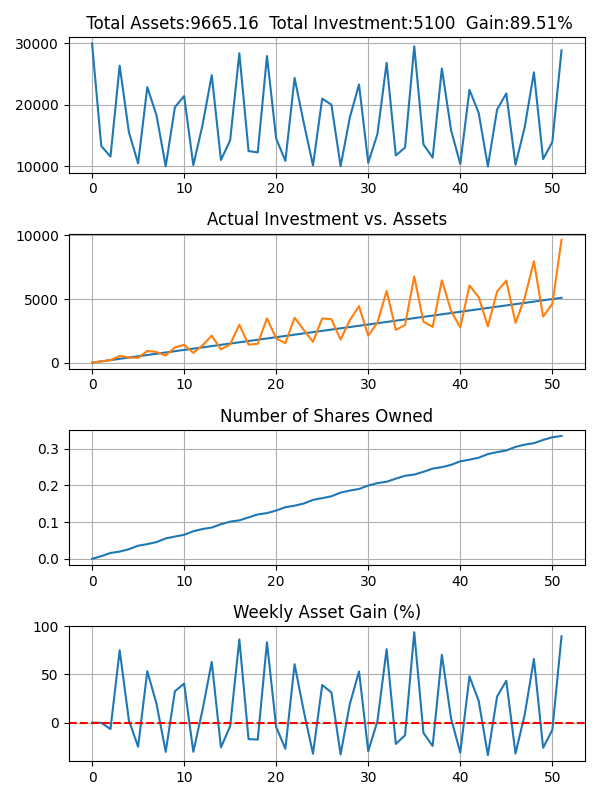 Total Assets:9665.16  Total Investment:5100  Gain:89.51%
30000
20000
10000
0 10 20 30 40 50
Actual Investment vs. Assets
10000
5000
0
0 10 20 30 40 50
Number of Shares Owned
0.3
0.2
0.1
0.0
0 10 20 30 40 50
Weekly Asset Gain (%)
100
50
0
0 10 20 30 40 50